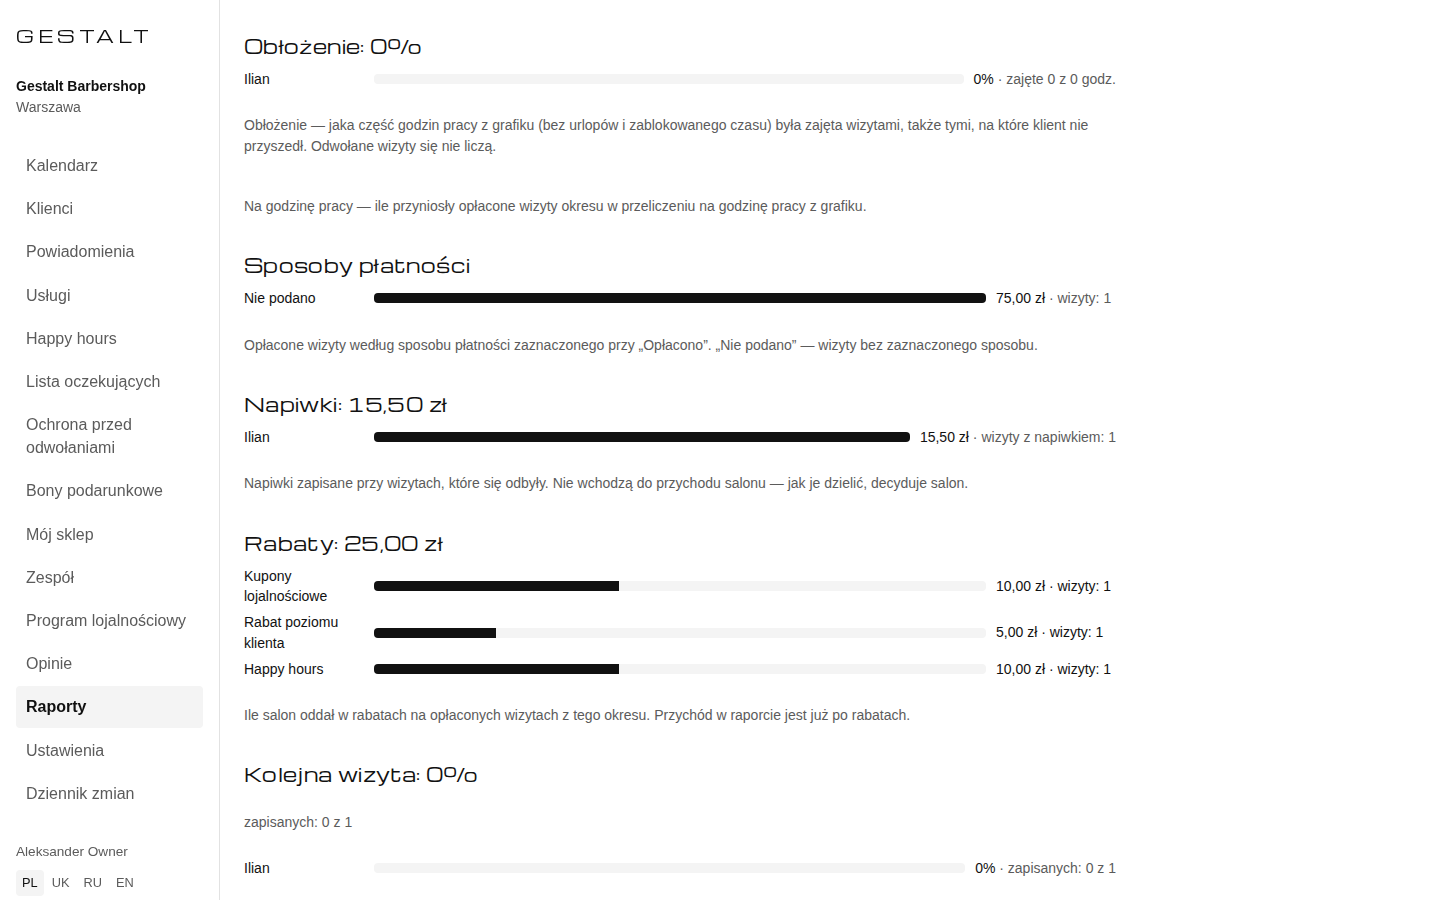 GESTALT
Gestalt Barbershop
Warszawa
Kalendarz
Klienci
Powiadomienia
Usługi
Happy hours
Lista oczekujących
Ochrona przed
odwołaniami
Bony podarunkowe
Mój sklep
Zespół
Program lojalnościowy
Opinie
Raporty
Ustawienia
Dziennik zmian
Aleksander Owner
PL UK RU EN
Obłożenie: 0%
Ilian 0% · zajęte 0 z 0 godz.
Obłożenie — jaka część godzin pracy z grafiku (bez urlopów i zablokowanego czasu) była zajęta wizytami, także tymi, na które klient nie
przyszedł. Odwołane wizyty się nie liczą.
Na godzinę pracy — ile przyniosły opłacone wizyty okresu w przeliczeniu na godzinę pracy z grafiku.
Sposoby płatności
Nie podano 75,00 zł · wizyty: 1
Opłacone wizyty według sposobu płatności zaznaczonego przy „Opłacono”. „Nie podano” — wizyty bez zaznaczonego sposobu.
Napiwki: 15,50 zł
Ilian 15,50 zł · wizyty z napiwkiem: 1
Napiwki zapisane przy wizytach, które się odbyły. Nie wchodzą do przychodu salonu — jak je dzielić, decyduje salon.
Rabaty: 25,00 zł
Kupony
lojalnościowe 10,00 zł · wizyty: 1
Rabat poziomu
klienta 5,00 zł · wizyty: 1
Happy hours 10,00 zł · wizyty: 1
Ile salon oddał w rabatach na opłaconych wizytach z tego okresu. Przychód w raporcie jest już po rabatach.
Kolejna wizyta: 0%
zapisanych: 0 z 1
Ilian 0% · zapisanych: 0 z 1